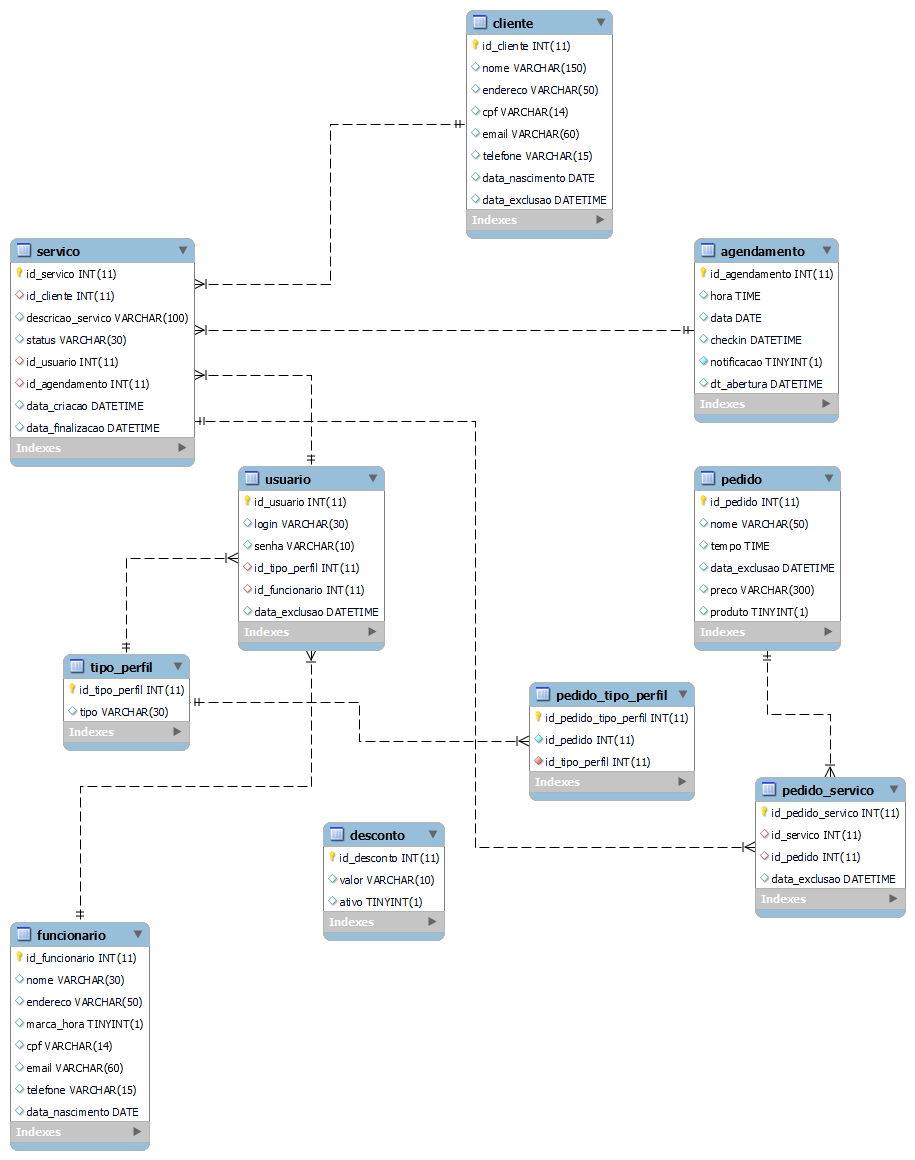 cliente
id_cliente INT(11)
nome VARCHAR(150)
endereco VARCHAR(50)
cpf VARCHAR(14)
email VARCHAR(60)
telefone VARCHAR(15)
data_nascimento DATE
data_exclusao DATETIME
Indexes
servico
id_servico INT(11)
id_cliente INT(11)
descricao_servico VARCHAR(100)
status VARCHAR(30)
id_usuario INT(11)
id_agendamento INT(11)
data_criacao DATETIME
data_finalizacao DATETIME
Indexes
agendamento
id_agendamento INT(11)
hora TIME
data DATE
checkin DATETIME
notificacao TINYINT(1)
dt_abertura DATETIME
Indexes
usuario
id_usuario INT(11)
login VARCHAR(30)
senha VARCHAR(10)
id_tipo_perfil INT(11)
id_funcionario INT(11)
data_exclusao DATETIME
Indexes
pedido
id_pedido INT(11)
nome VARCHAR(50)
tempo TIME
data_exclusao DATETIME
preco VARCHAR(300)
produto TINYINT(1)
Indexes
tipo_perfil
id_tipo_perfil INT(11)
tipo VARCHAR(30)
Indexes
pedido_tipo_perfil
id_pedido_tipo_perfil INT(11)
id_pedido INT(11)
id_tipo_perfil INT(11)
Indexes
pedido_servico
id_pedido_servico INT(11)
id_servico INT(11)
id_pedido INT(11)
data_exclusao DATETIME
Indexes
desconto
id_desconto INT(11)
valor VARCHAR(10)
ativo TINYINT(1)
Indexes
funcionario
id_funcionario INT(11)
nome VARCHAR(30)
endereco VARCHAR(50)
marca_hora TINYINT(1)
cpf VARCHAR(14)
email VARCHAR(60)
telefone VARCHAR(15)
data_nascimento DATE
Indexes